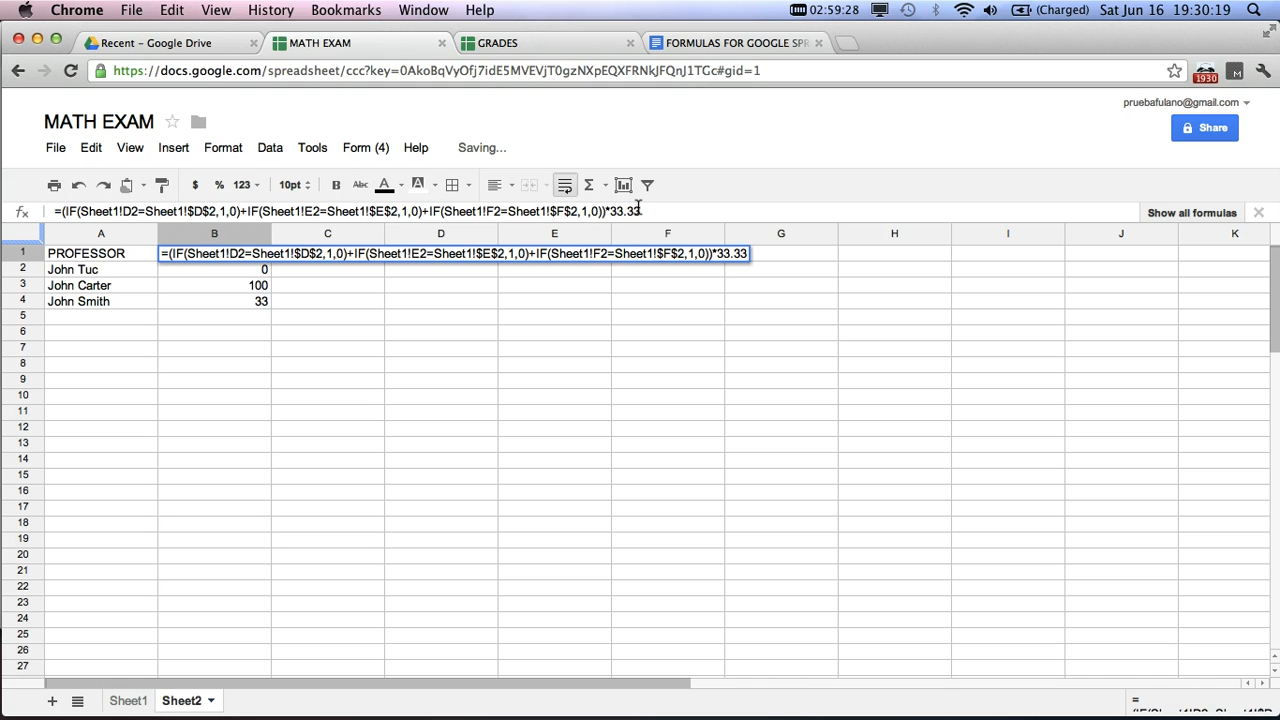 Chrome File Edit View History Bookmarks Window Help 02:59:28 (Charged) Sat Jun 16 19:30:19
Recent - Google Drive × MATH EXAM × GRADES × FORMULAS FOR GOOGLE SPR ×
https://docs.google.com/spreadsheet/ccc?key=0AkoBqVyOfj7idE5MVEVjT0gzNXpEQXFRNkJFQnJ1TGc#gid=1
1930 M
pruebafulano@gmail.com
MATH EXAM
Share
File Edit View Insert Format Data Tools Form (4) Help Saving...
$ % 123 10pt B Abc A A Σ
fx =(IF(Sheet1!D2=Sheet1!$D$2,1,0)+IF(Sheet1!E2=Sheet1!$E$2,1,0)+IF(Sheet1!F2=Sheet1!$F$2,1,0))*33.33 Show all formulas
A B C D E F G H I J K
1 PROFESSOR =(IF(Sheet1!D2=Sheet1!$D$2,1,0)+IF(Sheet1!E2=Sheet1!$E$2,1,0)+IF(Sheet1!F2=Sheet1!$F$2,1,0))*33.33
2 John Tuc 0
3 John Carter 100
4 John Smith 33
5
6
7
8
9
10
11
12
13
14
15
16
17
18
19
20
21
22
23
24
25
26
27
+ Sheet1 Sheet2 =